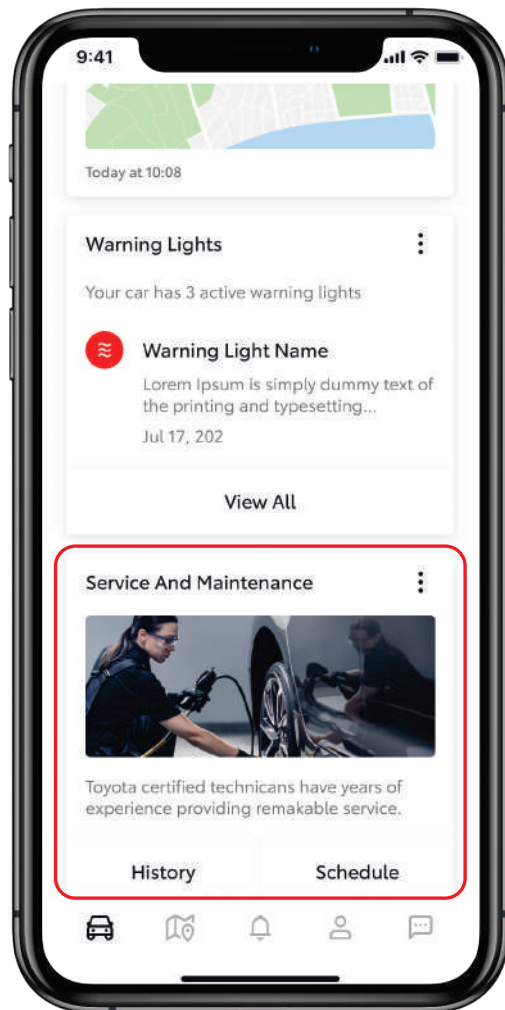 9:41
Today at 10:08
Warning Lights
Your car has 3 active warning lights
Warning Light Name
Lorem Ipsum is simply dummy text of
the printing and typesetting...
Jul 17, 202
View All
Service And Maintenance
Toyota certified technicans have years of
experience providing remakable service.
History
Schedule